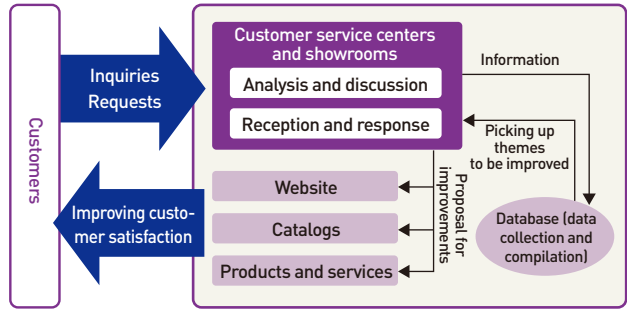 Customers
Inquiries
Requests
Improving custo-
mer satisfaction
Customer service centers
and showrooms
Analysis and discussion
Reception and response
Website
Catalogs
Products and services
Proposal for
improvements
Information
Picking up
themes
to be improved
Database (data
collection and
compilation)